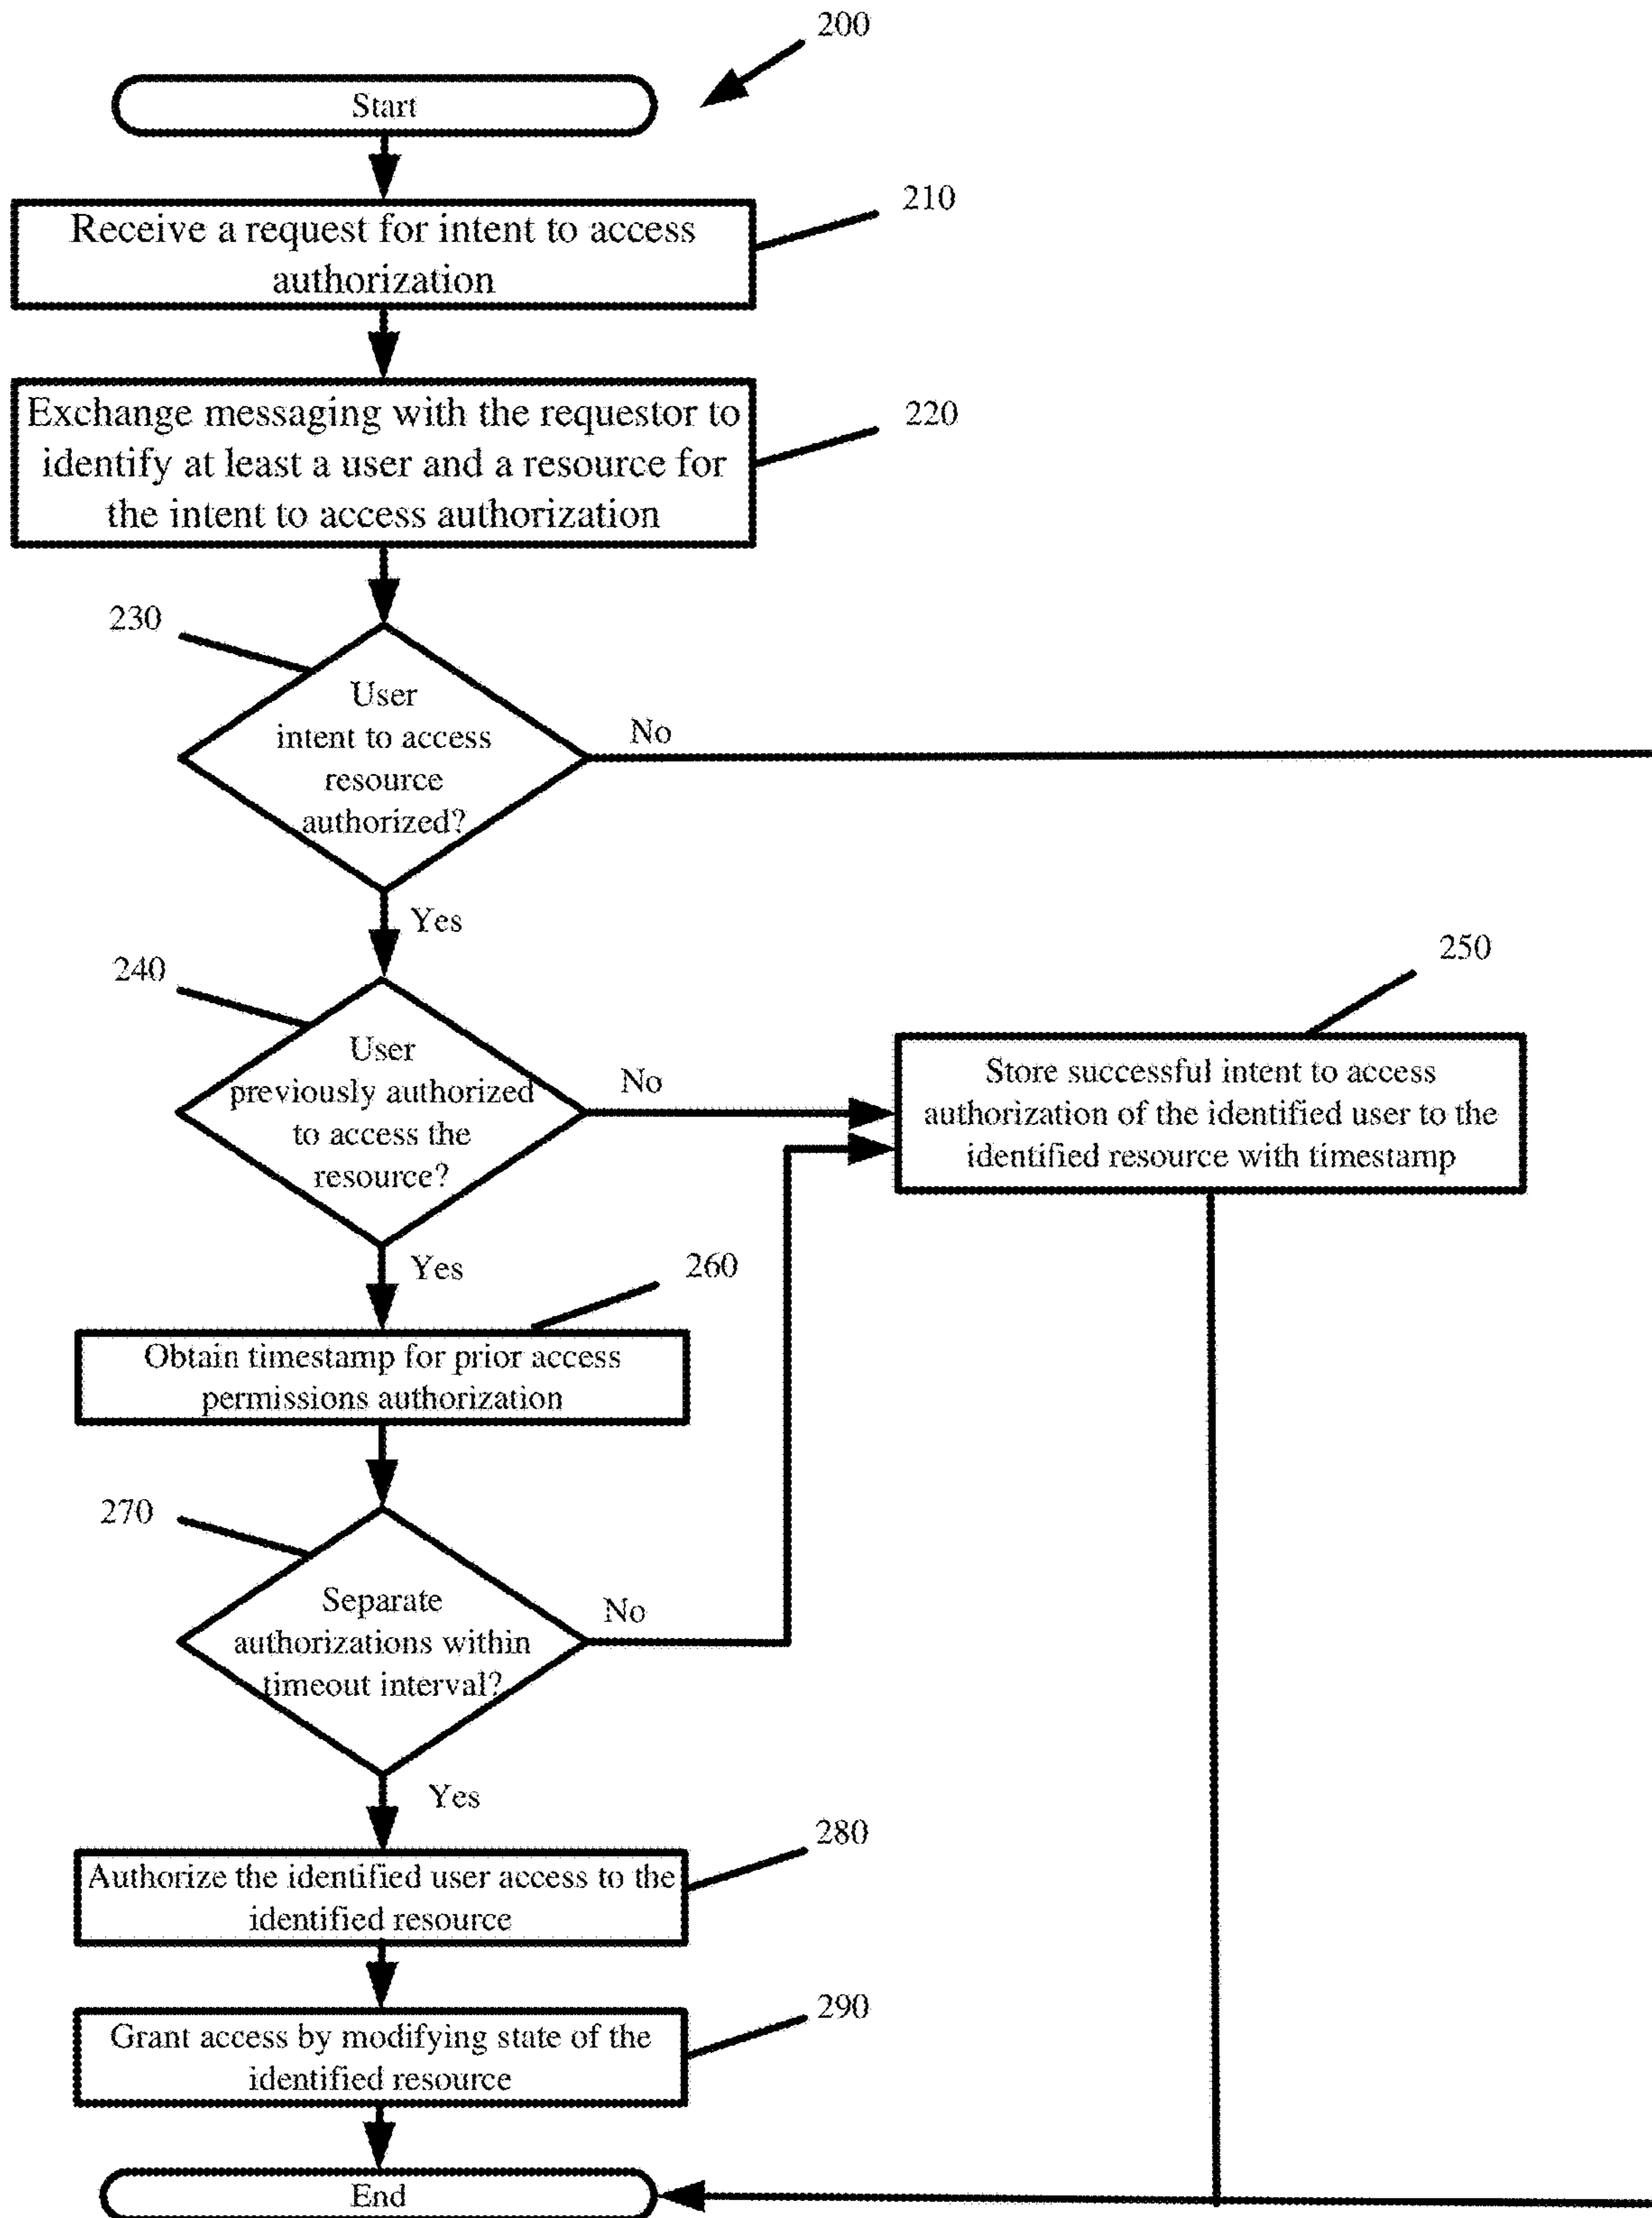 200
Start
210
Receive a request for intent to access
authorization
220
Exchange messaging with the requestor to
identify at least a user and a resource for
the intent to access authorization
230
User
intent to access
resource
authorized?
No
Yes
240
User
previously authorized
to access the
resource?
No
250
Store successful intent to access
authorization of the identified user to the
identified resource with timestamp
Yes
260
Obtain timestamp for prior access
permissions authorization
270
Separate
authorizations within
timeout interval?
No
Yes
280
Authorize the identified user access to the
identified resource
290
Grant access by modifying state of the
identified resource
End